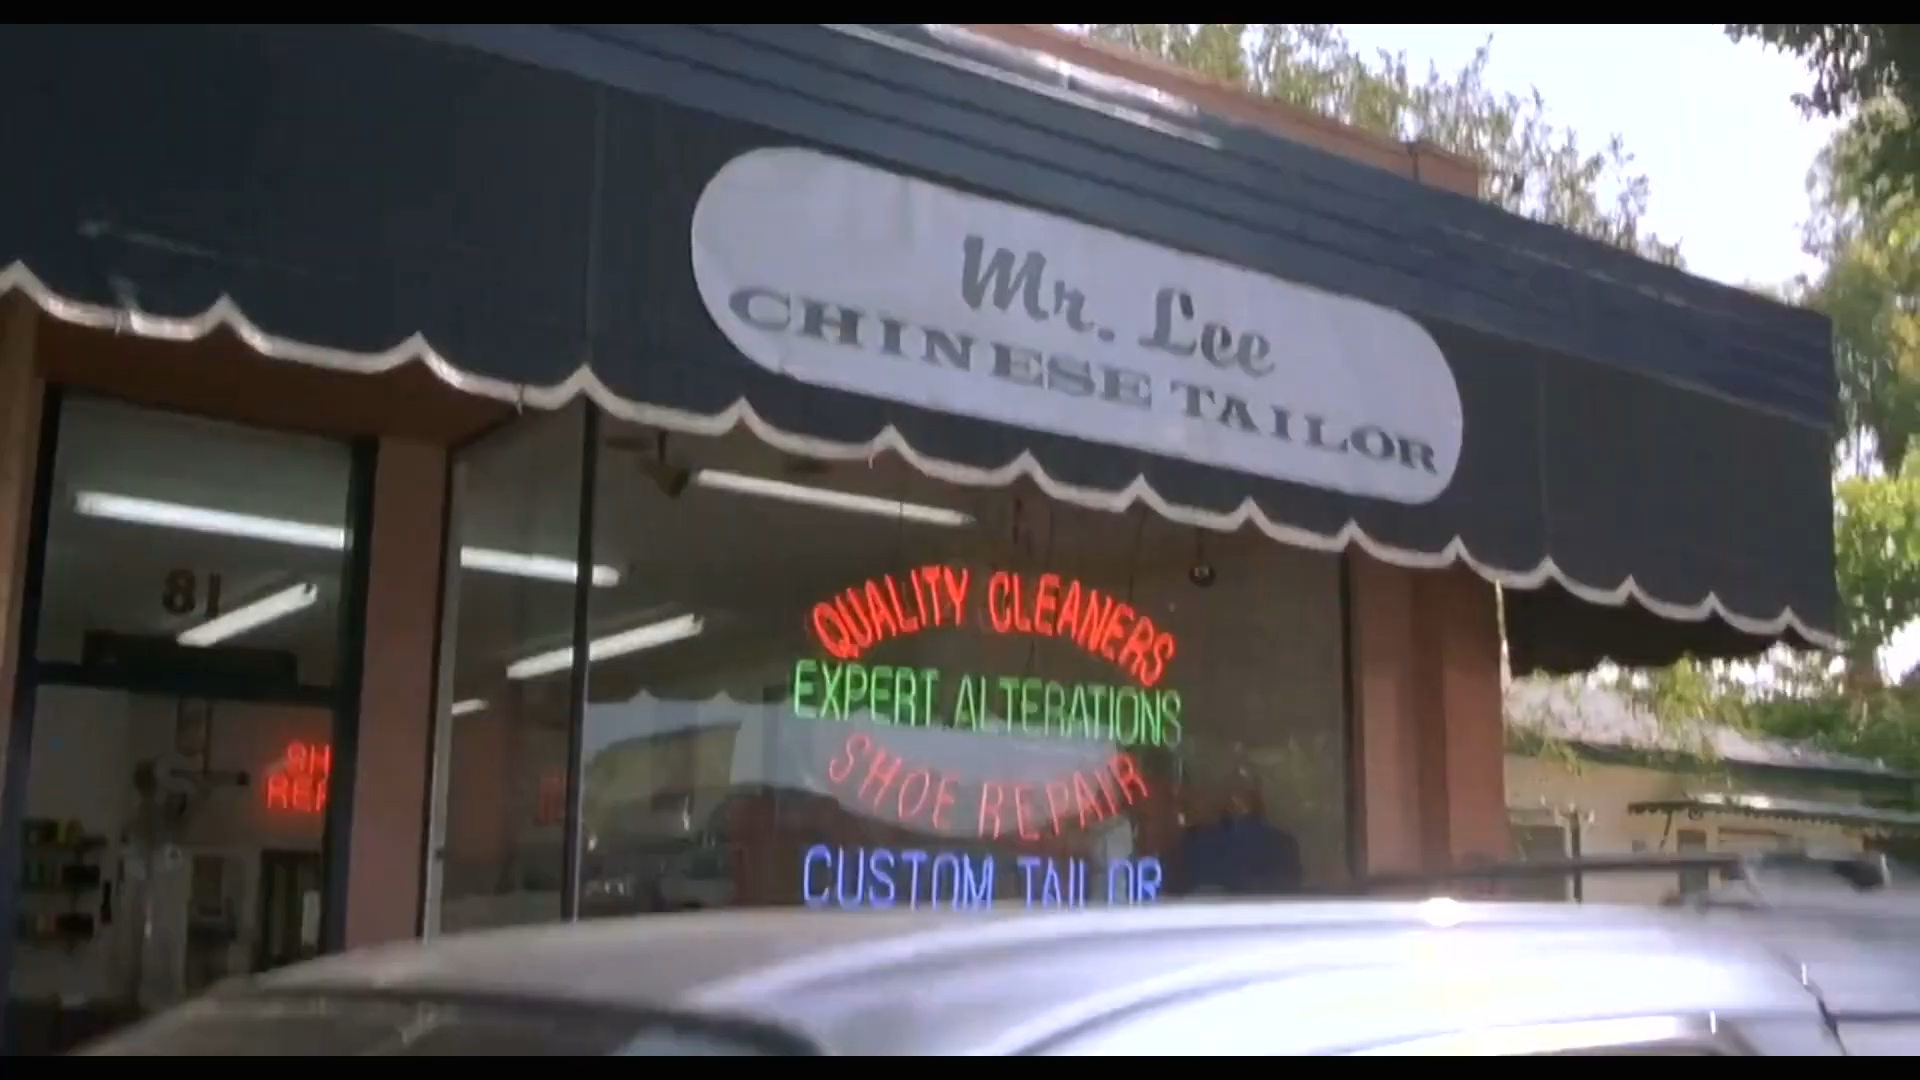 Mr. Lee
CHINESE TAILOR
81
QUALITY CLEANERS
EXPERT ALTERATIONS
SHOE REPAIR
CUSTOM TAILOR